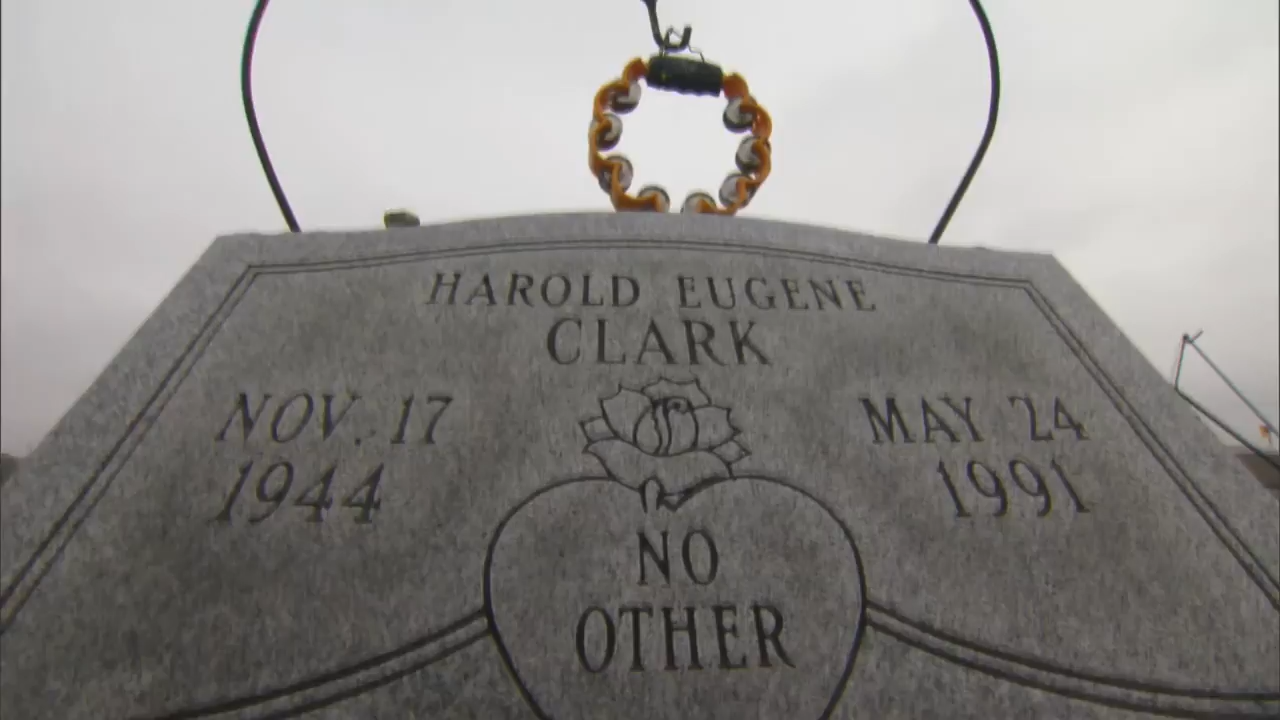 HAROLD EUGENE
CLARK
NOV. 17
1944
MAY 24
1991
NO
OTHER